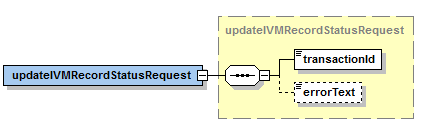 updateIVMRecordStatusRequest
updateIVMRecordStatusRequest
transactionId
errorText